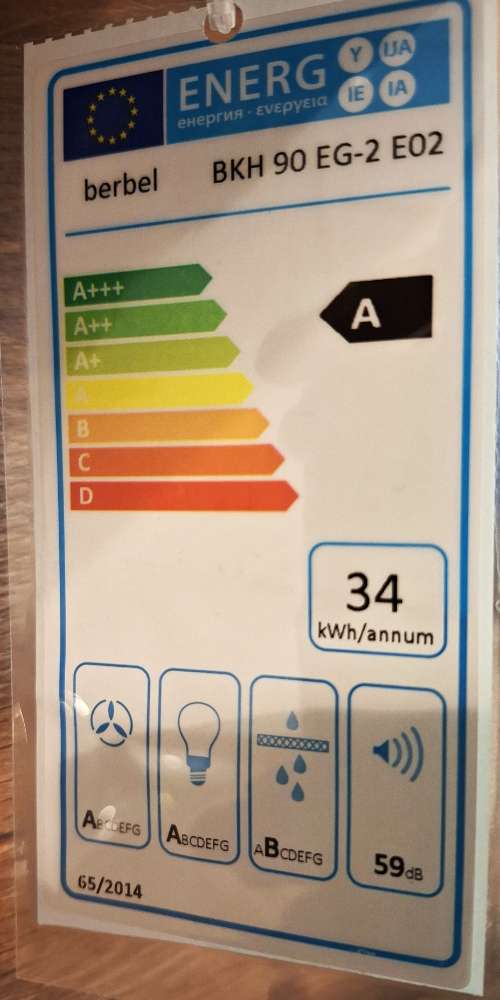 ENERG Y IJA
енергия · ενεργεια IE IA
berbel BKH 90 EG-2 E02
A+++
A
A++
A+
A
B
C
D
34
kWh/annum
ABCDEFG
ABCDEFG
ABCDEFG
59dB
65/2014